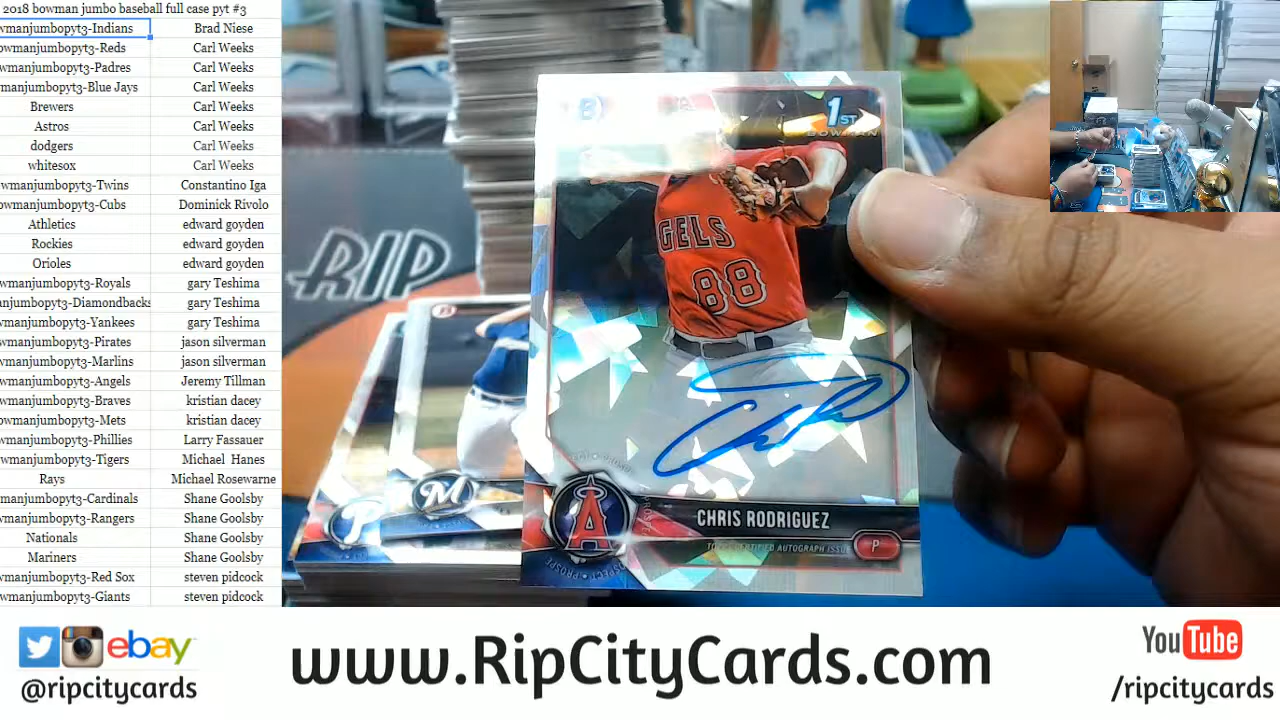 2018 bowman jumbo baseball full case pyt #3
wmanjumbopyt3-Indians Brad Niese
owmanjumbopyt3-Reds Carl Weeks
wmanjumbopyt3-Padres Carl Weeks
wmanjumbopyt3-Blue Jays Carl Weeks
Brewers Carl Weeks
Astros Carl Weeks
dodgers Carl Weeks
whitesox Carl Weeks
wmanjumbopyt3-Twins Constantino Iga
owmanjumbopyt3-Cubs Dominick Rivolo
Athletics edward goyden
Rockies edward goyden
Orioles edward goyden
wmanjumbopyt3-Royals gary Teshima
anjumbopyt3-Diamondbacks gary Teshima
wmanjumbopyt3-Yankees gary Teshima
wmanjumbopyt3-Pirates jason silverman
wmanjumbopyt3-Marlins jason silverman
wmanjumbopyt3-Angels Jeremy Tillman
wmanjumbopyt3-Braves kristian dacey
owmanjumbopyt3-Mets kristian dacey
wmanjumbopyt3-Phillies Larry Fassauer
wmanjumbopyt3-Tigers Michael Hanes
Rays Michael Rosewarne
manjumbopyt3-Cardinals Shane Goolsby
wmanjumbopyt3-Rangers Shane Goolsby
Nationals Shane Goolsby
Mariners Shane Goolsby
wmanjumbopyt3-Red Sox steven pidcock
wmanjumbopyt3-Giants steven pidcock
RIP
B
1ST
BOWMAN
GELS
88
A
CHRIS RODRIGUEZ
TOPPS CERTIFIED AUTOGRAPH ISSUE
P
M
P
ebay
@ripcitycards
www.RipCityCards.com
YouTube
/ripcitycards